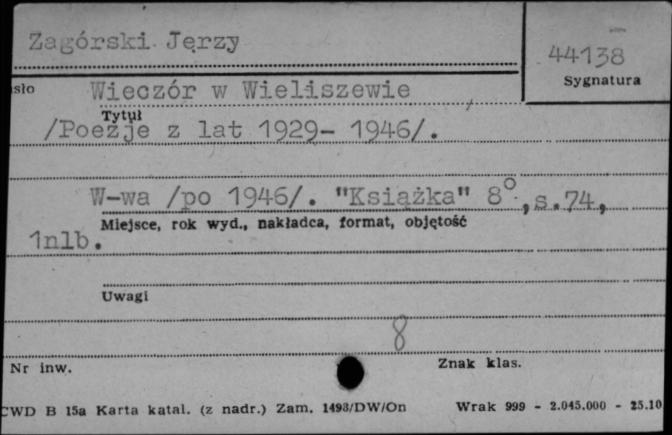 Zagórski Jerzy
44138
Sygnatura
sło Wieczór w Wieliszewie
Tytuł
/Poezje z lat 1929- 1946/.
W-wa /po 1946/. "Książka" 8°, s.74,
Miejsce, rok wyd., nakładca, format, objętość
1nlb.
Uwagi
8
Nr inw.
Znak klas.
CWD B 15a Karta katal. (z nadr.) Zam. 1493/DW/On Wrak 999 - 2.045.000 - 25.10